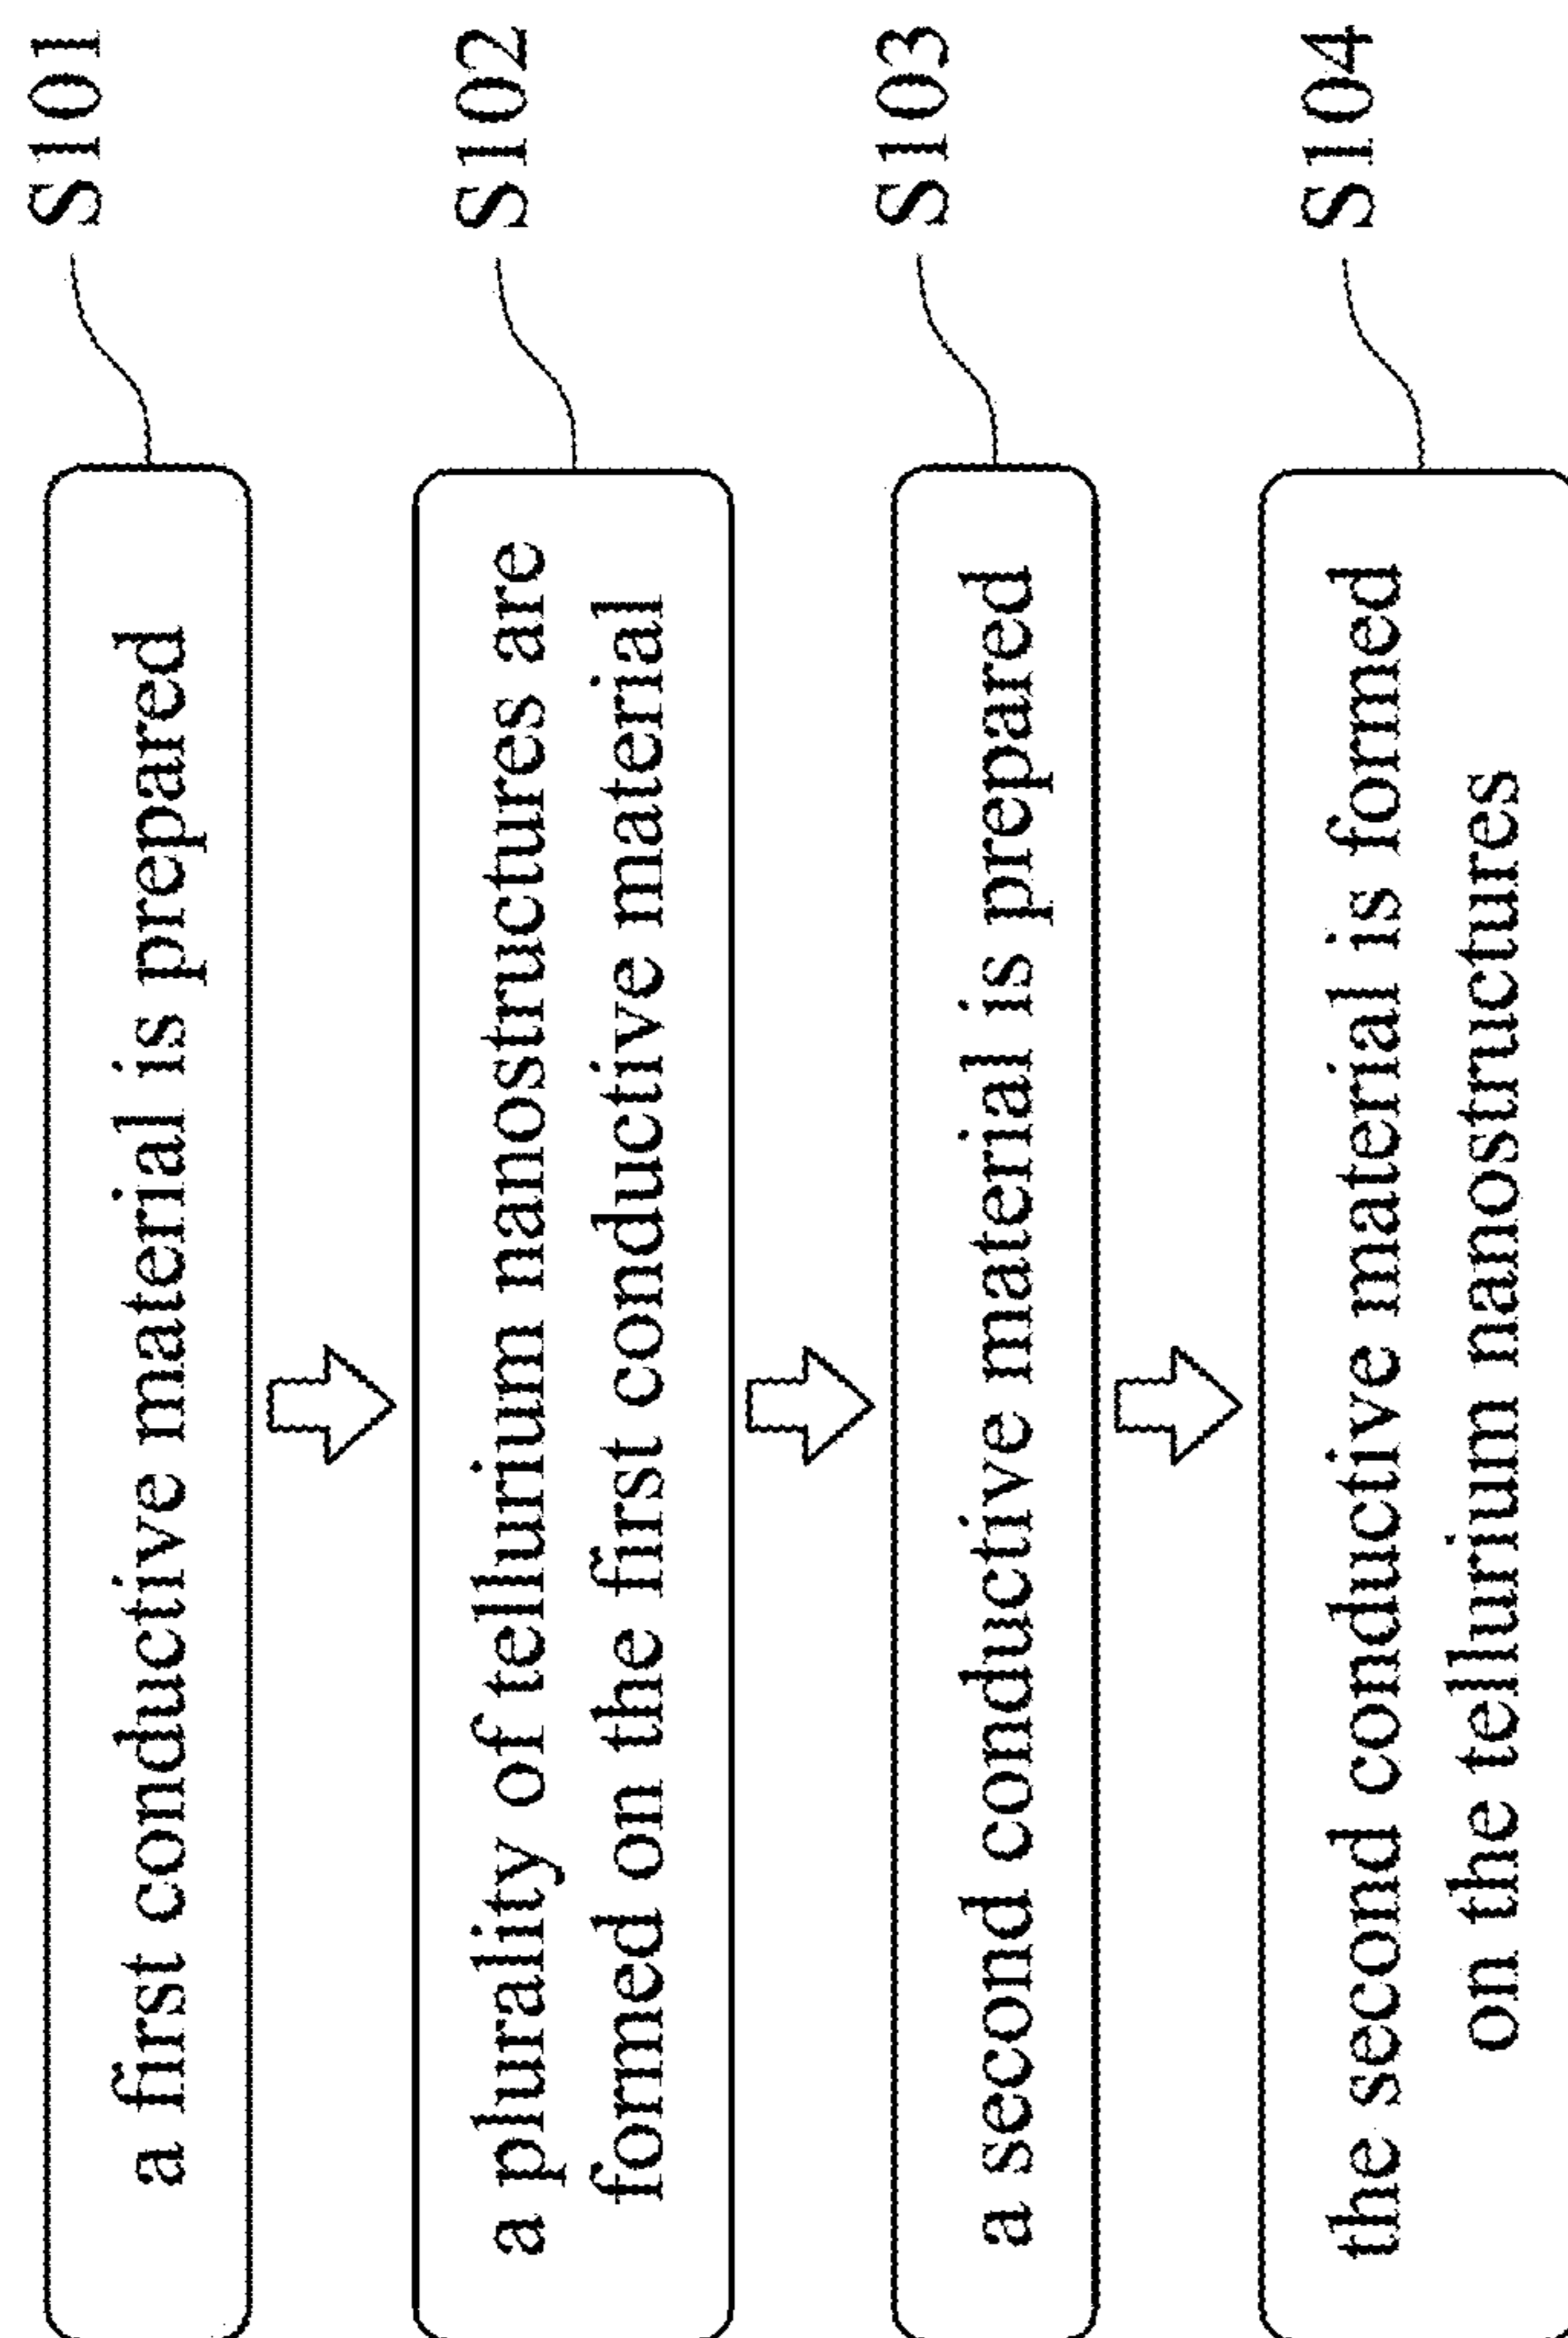 a first conductive material is prepared
S101
a plurality of tellurium nanostructures are
formed on the first conductive material
S102
a second conductive material is prepared
S103
the second conductive material is formed
on the tellurium nanostructures
S104